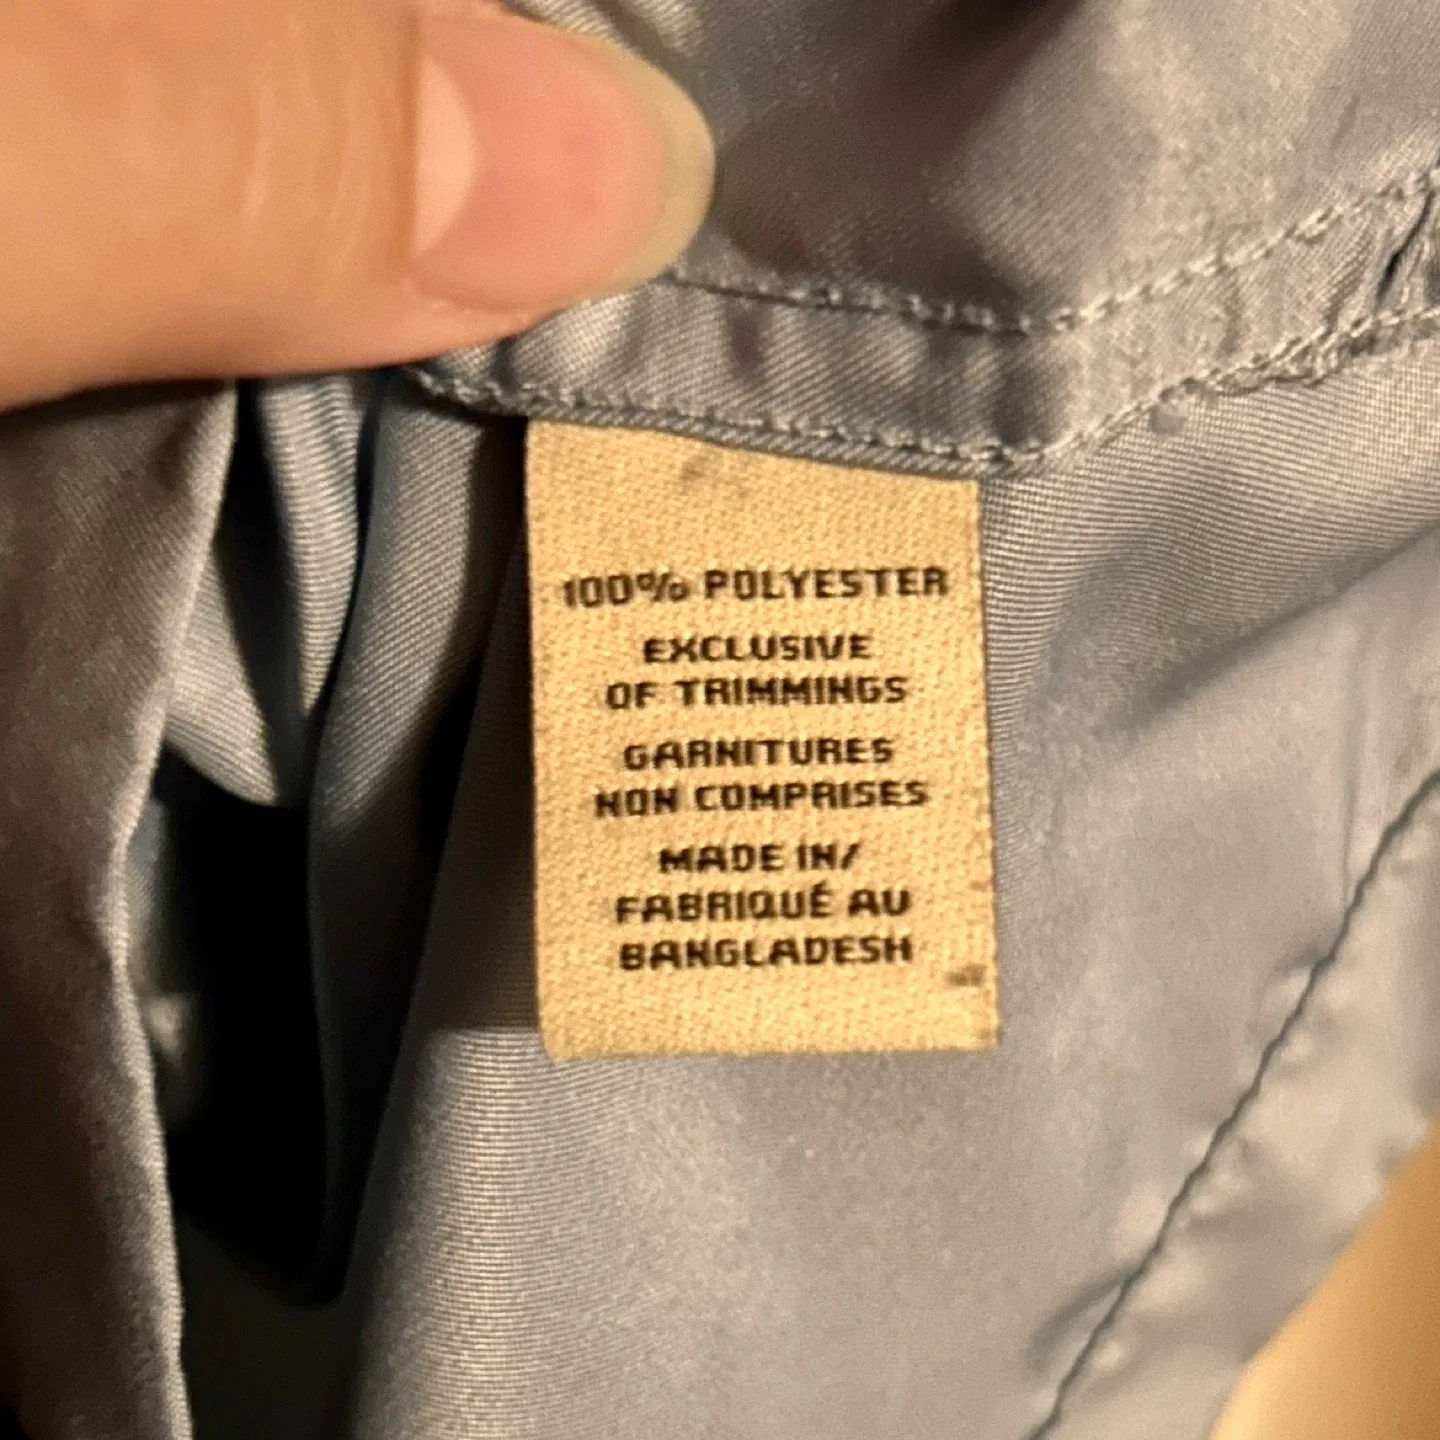 100% POLYESTER
EXCLUSIVE
OF TRIMMINGS
GARNITURES
NON COMPRISES
MADE IN/
FABRIQUÉ AU
BANGLADESH